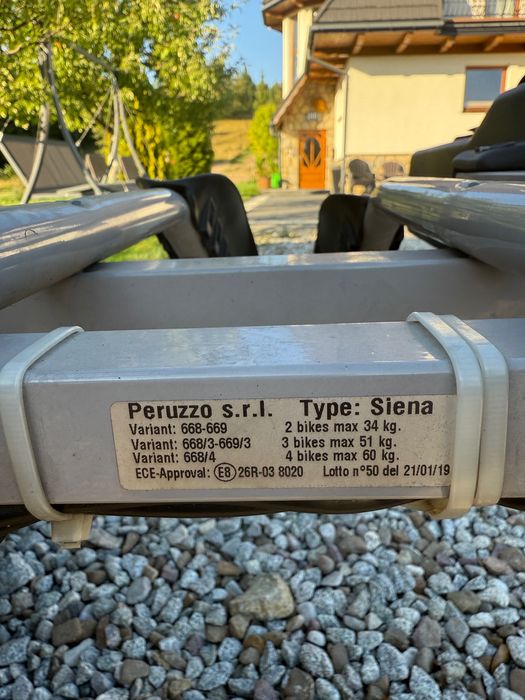 Peruzzo s.r.l. Type: Siena
Variant: 668-669 2 bikes max 34 kg.
Variant: 668/3-669/3 3 bikes max 51 kg.
Variant: 668/4 4 bikes max 60 kg.
ECE-Approval: E8 26R-03 8020 Lotto n°50 del 21/01/19